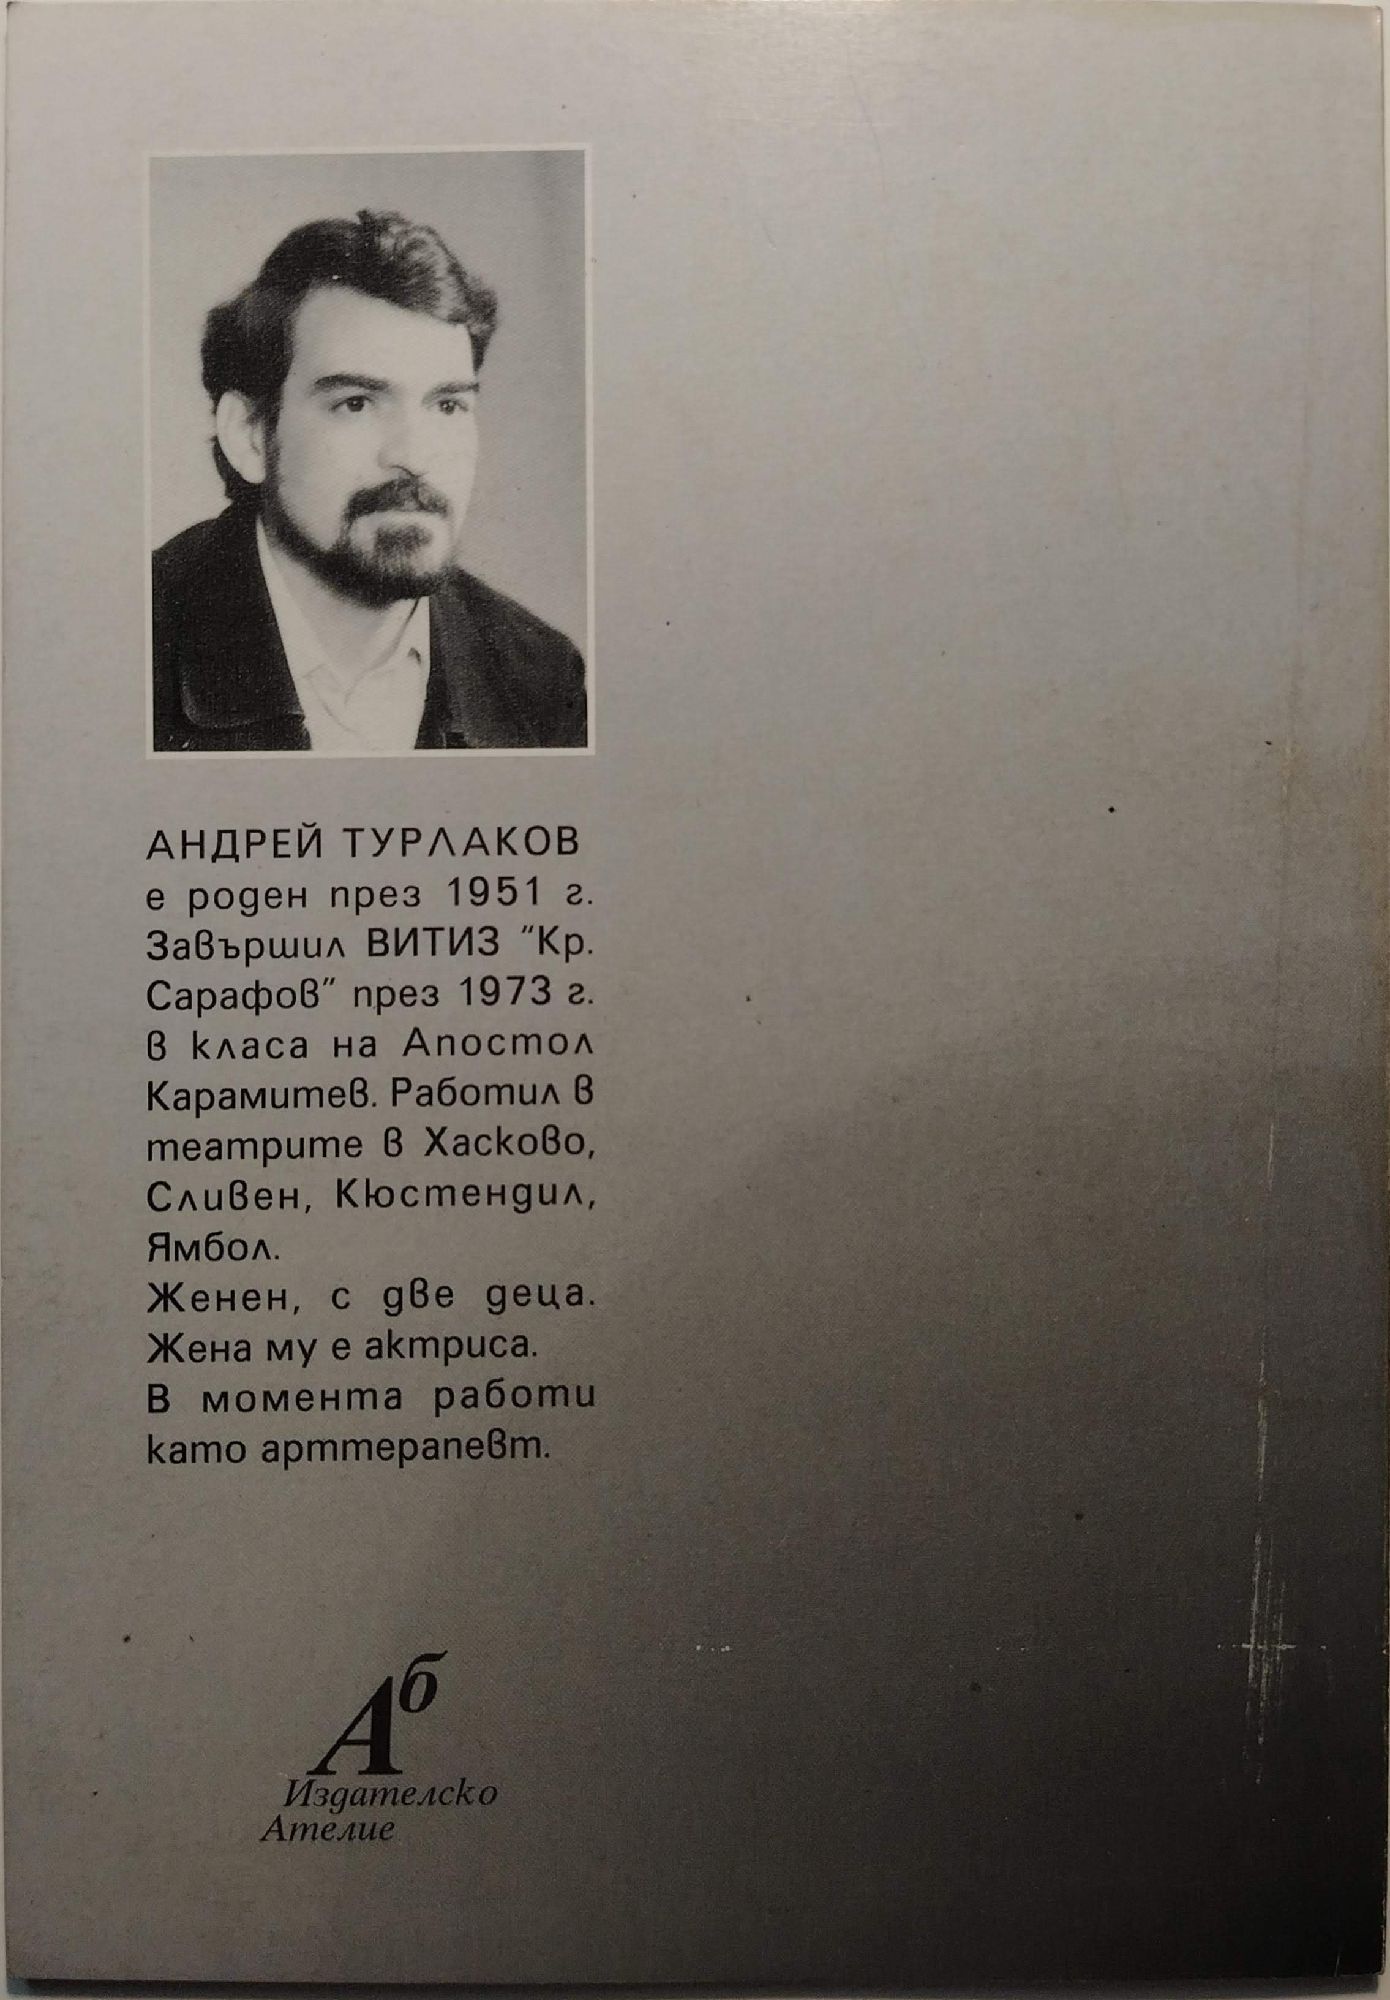 АНДРЕЙ ТУРЛАКОВ
е роден през 1951 г.
Завършил ВИТИЗ "Кр.
Сарафов" през 1973 г.
в класа на Апостол
Карамитев. Работил в
театрите в Хасково,
Сливен, Кюстендил,
Ямбол.
Женен, с две деца.
Жена му е актриса.
В момента работи
като арттерапевт.
Аб
Издателско
Ателие